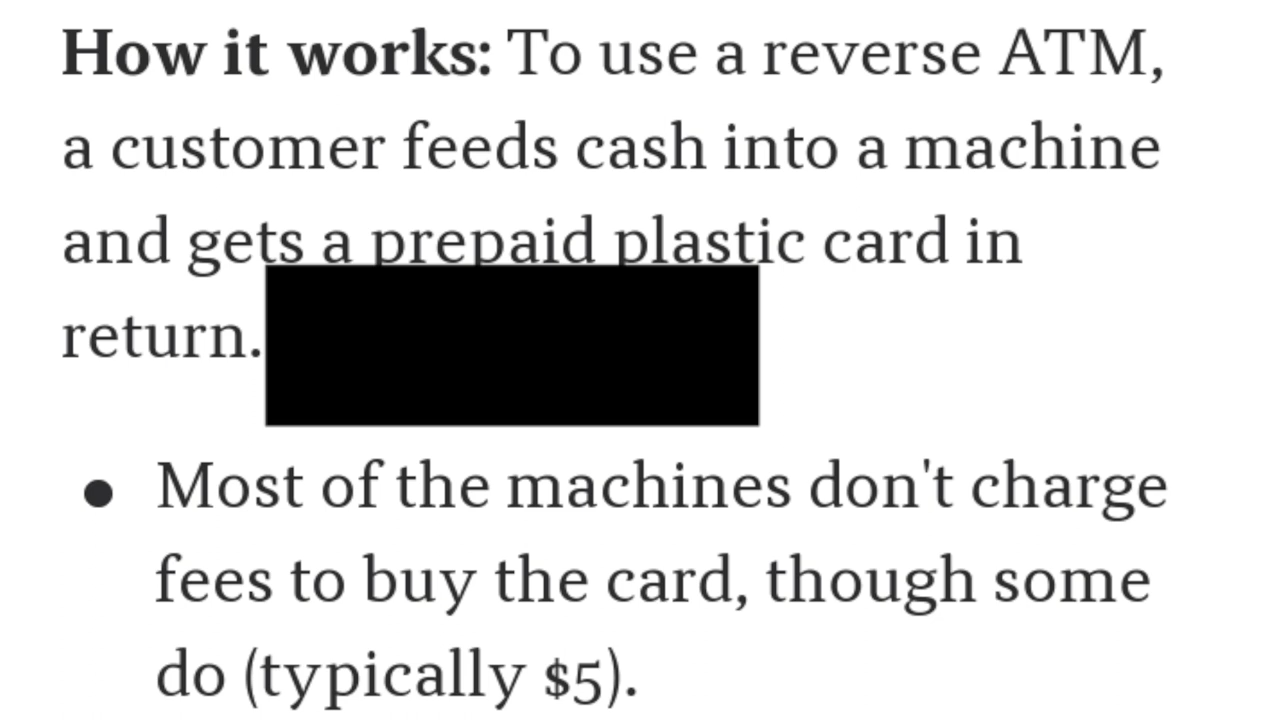 How it works: To use a reverse ATM,
a customer feeds cash into a machine
and gets a prepaid plastic card in
return.
● Most of the machines don't charge
fees to buy the card, though some
do (typically $5).